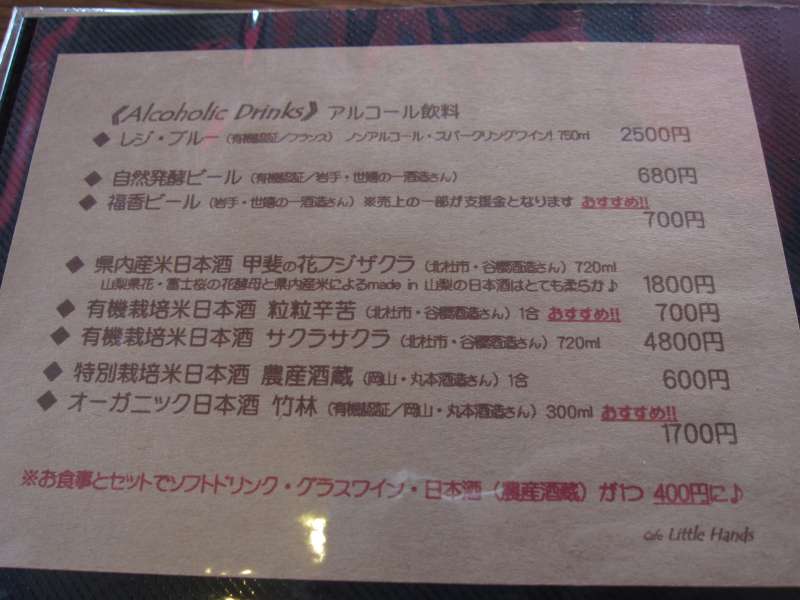 《Alcoholic Drinks》 アルコール飲料
◆ レジ・ブルー（有機認証／フランス） ノンアルコール・スパークリングワイン! 750ml 2500円
◆ 自然発酵ビール（有機認証／岩手・世嬉の一酒造さん） 680円
◆ 福香ビール（岩手・世嬉の一酒造さん）※売上の一部が支援金となります おすすめ!!
700円
◆ 県内産米日本酒 甲斐の花フジザクラ（北杜市・谷櫻酒造さん）720ml
山梨県花・富士桜の花酵母と県内産米によるmade in 山梨の日本酒はとても柔らか♪ 1800円
◆ 有機栽培米日本酒 粒粒辛苦（北杜市・谷櫻酒造さん）1合 おすすめ!! 700円
◆ 有機栽培米日本酒 サクラサクラ（北杜市・谷櫻酒造さん）720ml 4800円
◆ 特別栽培米日本酒 農産酒蔵（岡山・丸本酒造さん）1合 600円
◆ オーガニック日本酒 竹林（有機認証／岡山・丸本酒造さん）300ml おすすめ!!
1700円
※お食事とセットでソフトドリンク・グラスワイン・日本酒（農産酒蔵）が1つ 400円に♪
Cafe Little Hands